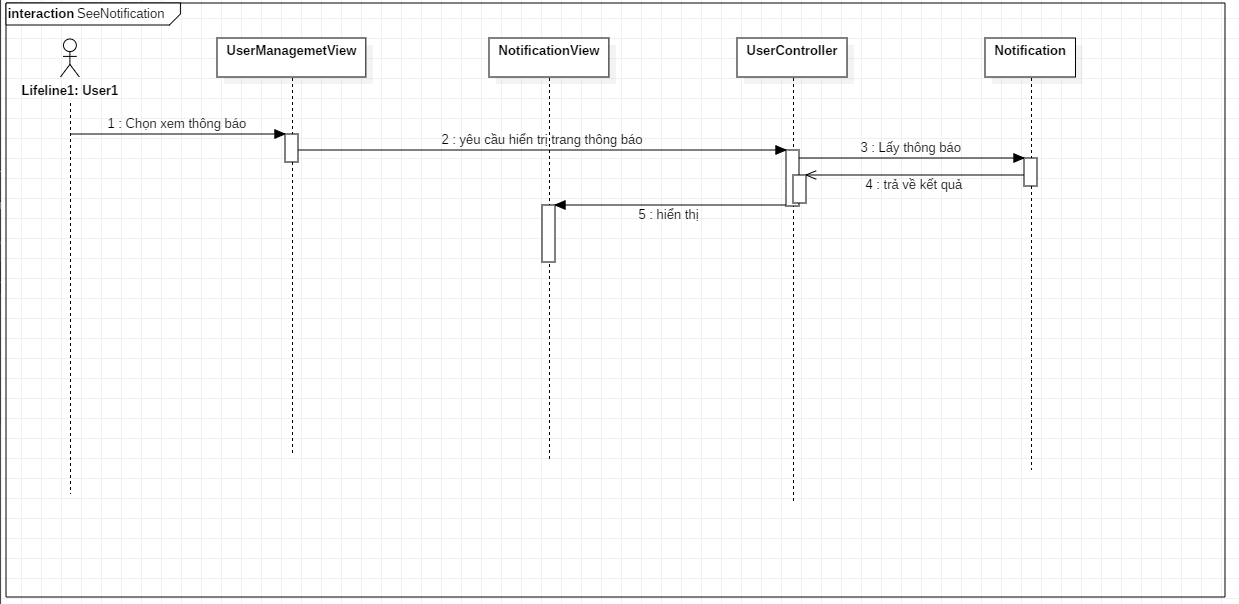 interaction SeeNotification
UserManagemetView
NotificationView
UserController
Notification
Lifeline1: User1
1 : Chọn xem thông báo
2 : yêu cầu hiển trị trang thông báo
3 : Lấy thông báo
4 : trả về kết quả
5 : hiển thị